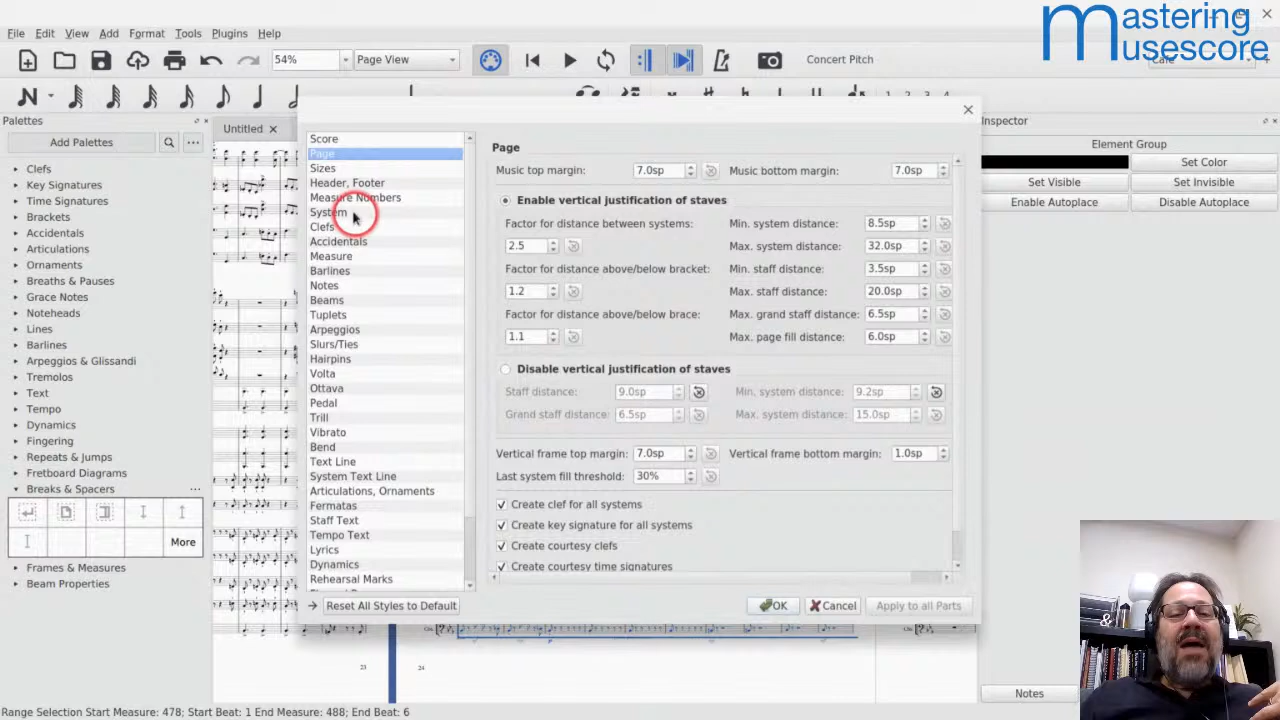 mastering
musescore
File Edit View Add Format Tools Plugins Help
54% Page View Concert Pitch
1 2 3 4
Palettes
Untitled
Inspector
Add Palettes
Clefs
Key Signatures
Time Signatures
Brackets
Accidentals
Articulations
Ornaments
Breaths & Pauses
Grace Notes
Noteheads
Lines
Barlines
Arpeggios & Glissandi
Tremolos
Text
Tempo
Dynamics
Fingering
Repeats & Jumps
Fretboard Diagrams
Breaks & Spacers
More
Frames & Measures
Beam Properties
Score
Page
Sizes
Header, Footer
Measure Numbers
System
Clefs
Accidentals
Measure
Barlines
Notes
Beams
Tuplets
Arpeggios
Slurs/Ties
Hairpins
Volta
Ottava
Pedal
Trill
Vibrato
Bend
Text Line
System Text Line
Articulations, Ornaments
Fermatas
Staff Text
Tempo Text
Lyrics
Dynamics
Rehearsal Marks
Page
Music top margin: 7.0sp Music bottom margin: 7.0sp
Enable vertical justification of staves
Factor for distance between systems: Min. system distance: 8.5sp
2.5 Max. system distance: 32.0sp
Factor for distance above/below bracket: Min. staff distance: 3.5sp
1.2 Max. staff distance: 20.0sp
Factor for distance above/below brace: Max. grand staff distance: 6.5sp
1.1 Max. page fill distance: 6.0sp
Disable vertical justification of staves
Staff distance: 9.0sp Min. system distance: 9.2sp
Grand staff distance: 6.5sp Max. system distance: 15.0sp
Vertical frame top margin: 7.0sp Vertical frame bottom margin: 1.0sp
Last system fill threshold: 30%
Create clef for all systems
Create key signature for all systems
Create courtesy clefs
Create courtesy time signatures
Reset All Styles to Default OK Cancel Apply to all Parts
Element Group
Set Color
Set Visible Set Invisible
Enable Autoplace Disable Autoplace
23 24
&
Notes
Range Selection Start Measure: 478; Start Beat: 1 End Measure: 488; End Beat: 6